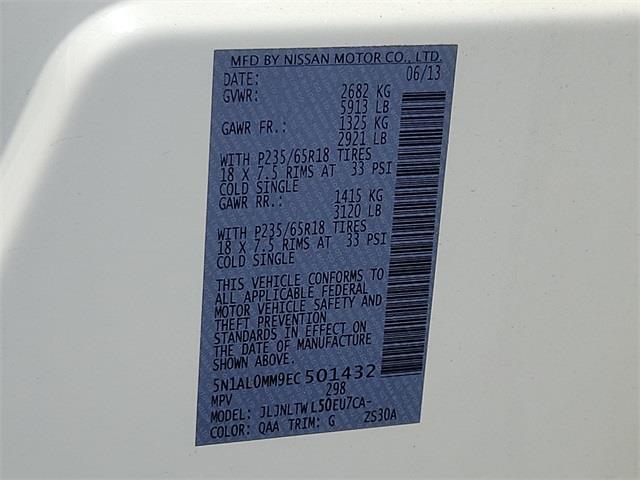 MFD BY NISSAN MOTOR CO., LTD.
DATE: 06/13
GVWR: 2682 KG
5913 LB
GAWR FR.: 1325 KG
2921 LB
WITH P235/65R18 TIRES
18 X 7.5 RIMS AT 33 PSI
COLD SINGLE
GAWR RR.: 1415 KG
3120 LB
WITH P235/65R18 TIRES
18 X 7.5 RIMS AT 33 PSI
COLD SINGLE
THIS VEHICLE CONFORMS TO
ALL APPLICABLE FEDERAL
MOTOR VEHICLE SAFETY AND
THEFT PREVENTION
STANDARDS IN EFFECT ON
THE DATE OF MANUFACTURE
SHOWN ABOVE.
5N1AL0MM9EC501432
MPV 298
MODEL: JLJNLTWL50EU7CA-
COLOR: QAA TRIM: G ZS30A